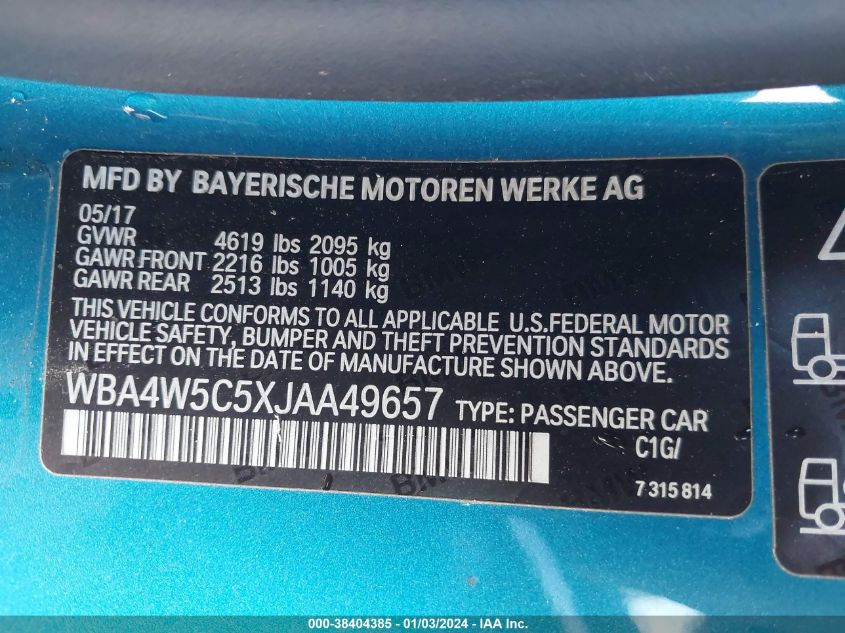 MFD BY BAYERISCHE MOTOREN WERKE AG
05/17
GVWR 4619 lbs 2095 kg
GAWR FRONT 2216 lbs 1005 kg
GAWR REAR 2513 lbs 1140 kg
THIS VEHICLE CONFORMS TO ALL APPLICABLE U.S.FEDERAL MOTOR
VEHICLE SAFETY, BUMPER AND THEFT PREVENTION STANDARDS
IN EFFECT ON THE DATE OF MANUFACTURE SHOWN ABOVE.
WBA4W5C5XJAA49657 TYPE: PASSENGER CAR
C1G/
7 315 814
000-38404385 - 01/03/2024 - IAA Inc.